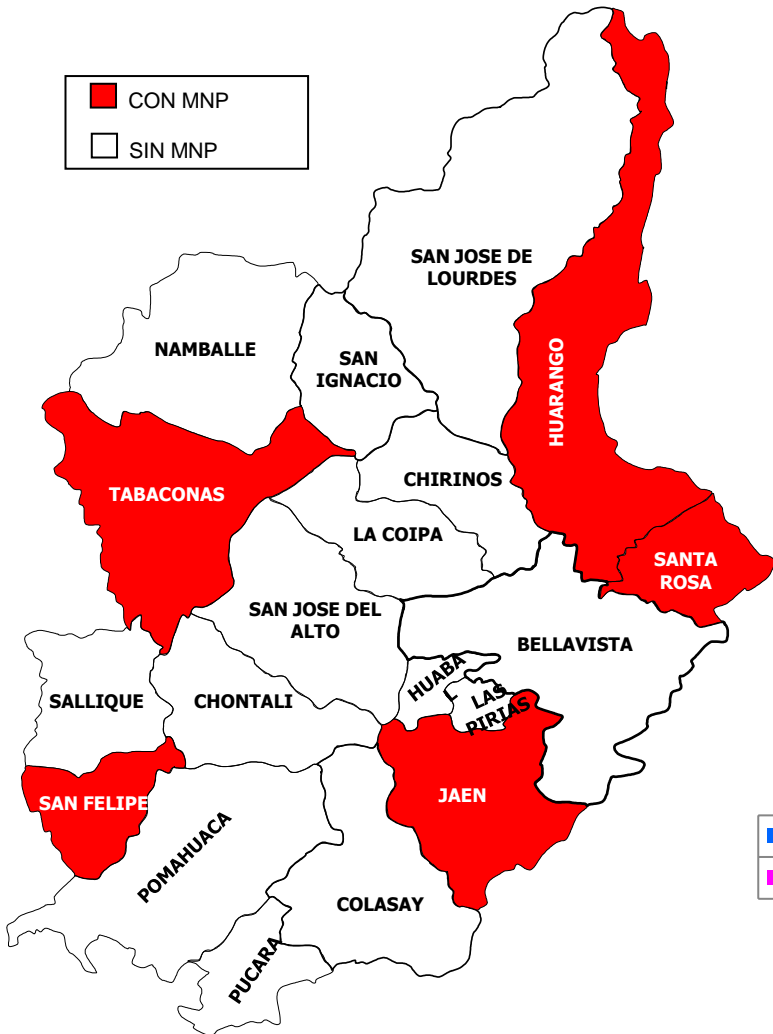 CON MNP
SIN MNP
SAN JOSE DE
LOURDES
NAMBALLE
SAN
IGNACIO
HUARANGO
CHIRINOS
TABACONAS
LA COIPA
SANTA
ROSA
SAN JOSE DEL
ALTO
BELLAVISTA
HUABA
L
LAS
PIRIAS
SALLIQUE
CHONTALI
JAEN
SAN FELIPE
POMAHUACA
COLASAY
PUCARA